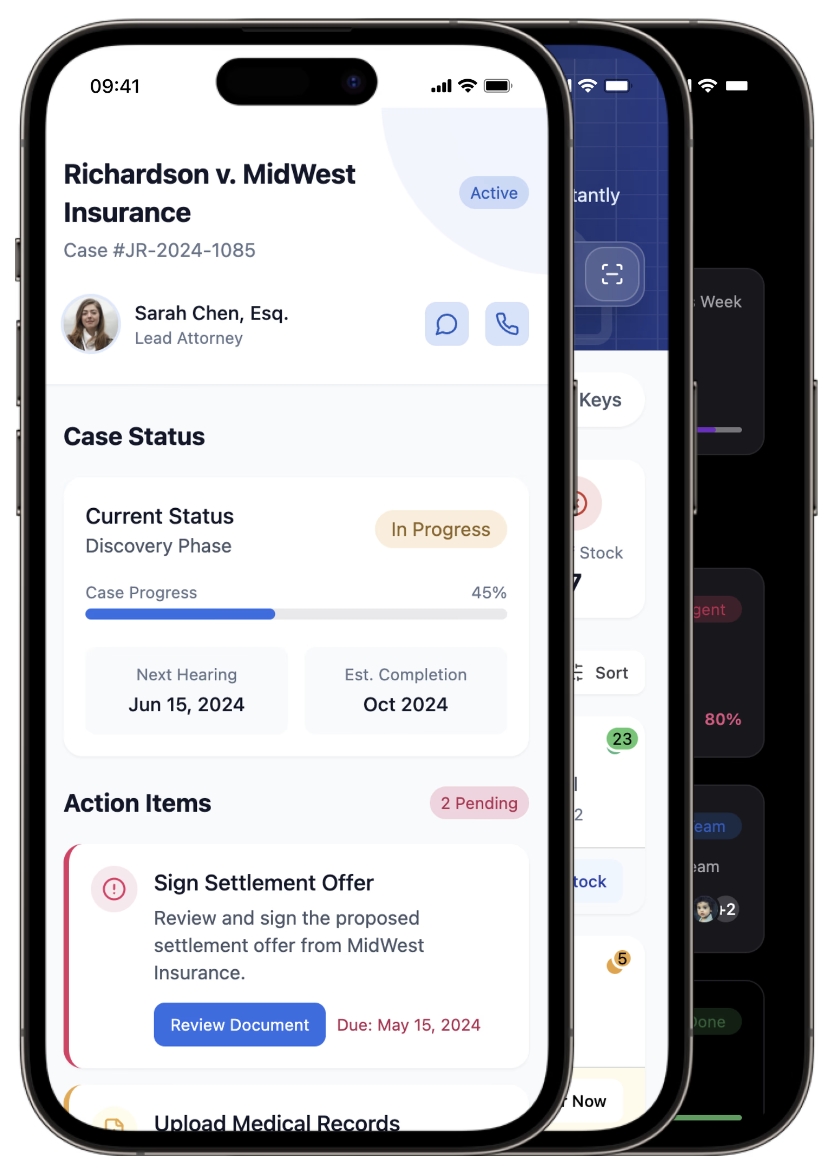 09:41
Richardson v. MidWest
Insurance
Active
Case #JR-2024-1085
Sarah Chen, Esq.
Lead Attorney
Case Status
Current Status
Discovery Phase
In Progress
Case Progress
45%
Next Hearing
Jun 15, 2024
Est. Completion
Oct 2024
Action Items
2 Pending
Sign Settlement Offer
Review and sign the proposed
settlement offer from MidWest
Insurance.
Review Document
Due: May 15, 2024
Upload Medical Records
tantly
Keys
Stock
7
Sort
23
2
tock
5
r Now
s Week
gent
80%
eam
eam
+2
Done